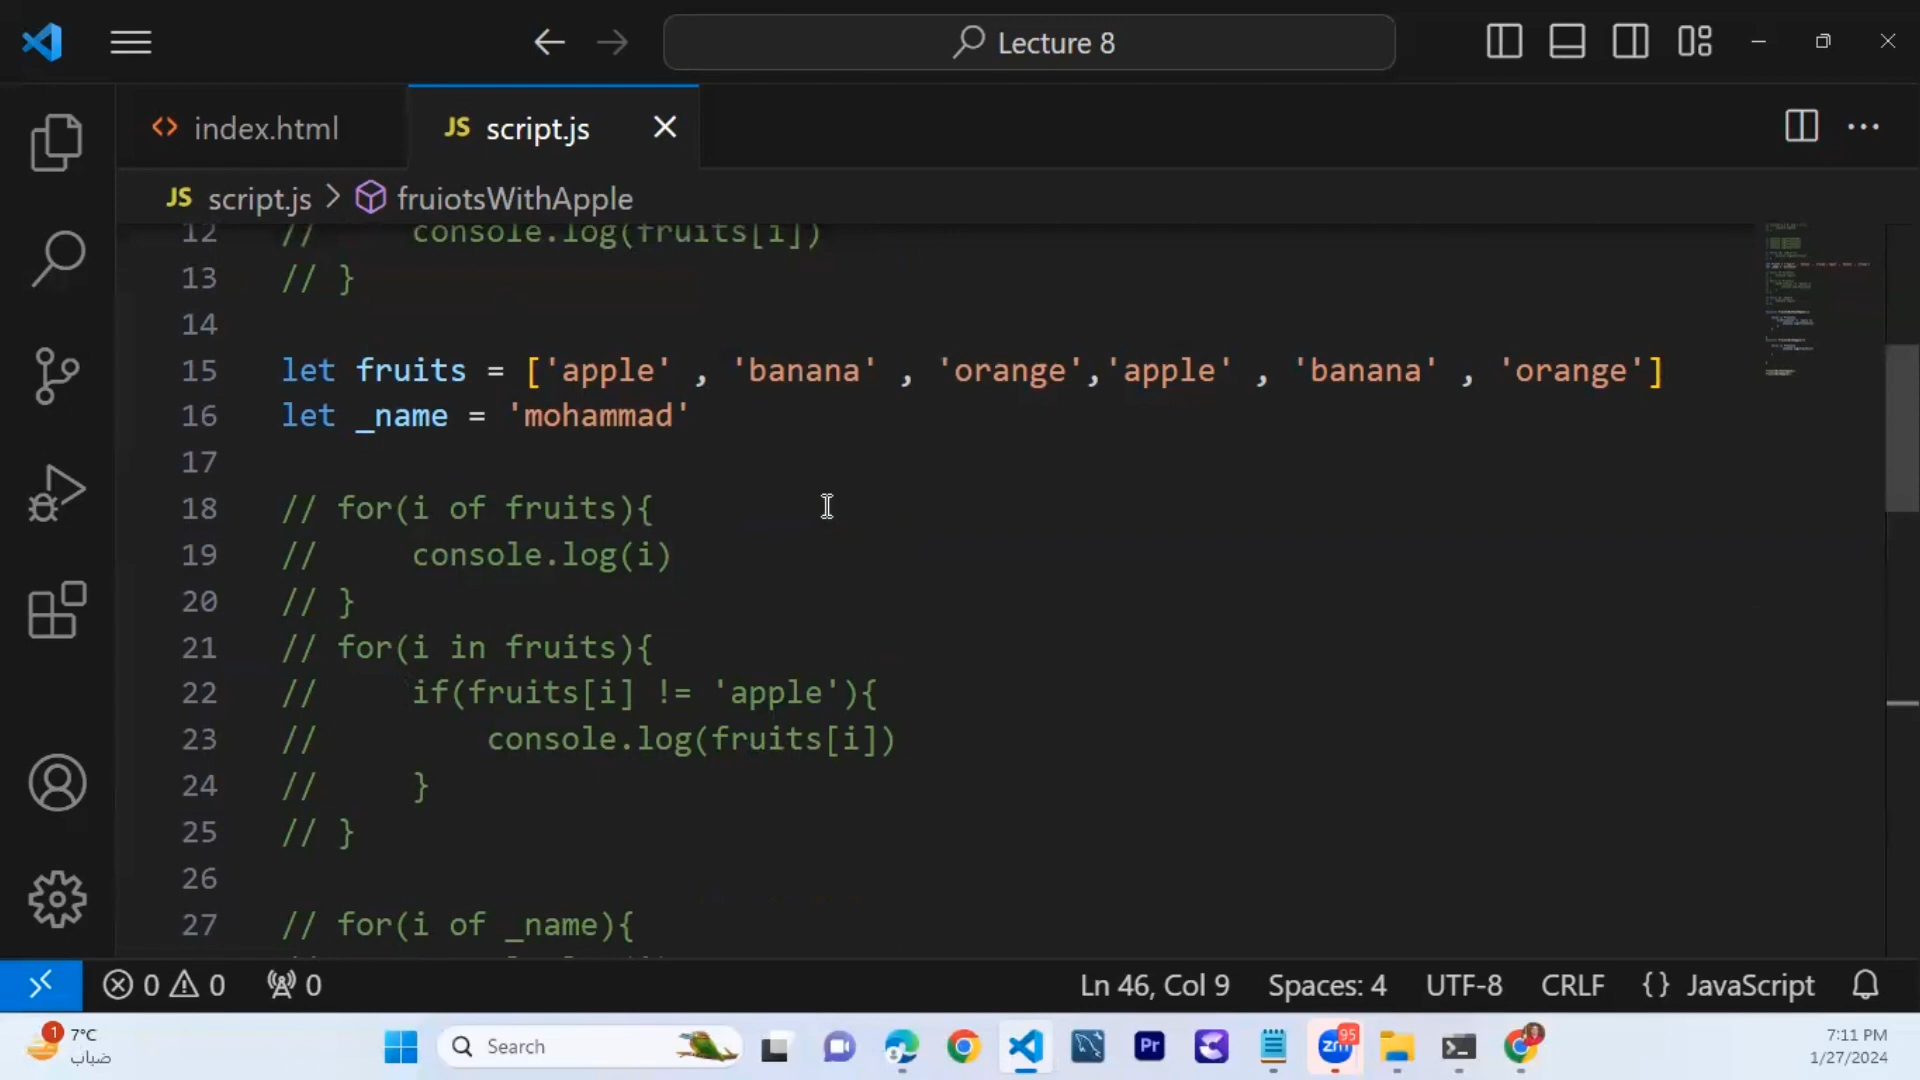 Lecture 8
index.html
JS script.js
JS script.js > fruiotsWithApple
12 //     console.log(fruits[i])
13 // }
14
15 let fruits = ['apple' , 'banana' , 'orange','apple' , 'banana' , 'orange']
16 let _name = 'mohammad'
17
18 // for(i of fruits){
19 //     console.log(i)
20 // }
21 // for(i in fruits){
22 //     if(fruits[i] != 'apple'){
23 //         console.log(fruits[i])
24 //     }
25 // }
26
27 // for(i of _name){
0 0 0 Ln 46, Col 9 Spaces: 4 UTF-8 CRLF {} JavaScript
1 7°C
ضباب
Search
Pr
zm 95
7:11 PM
1/27/2024